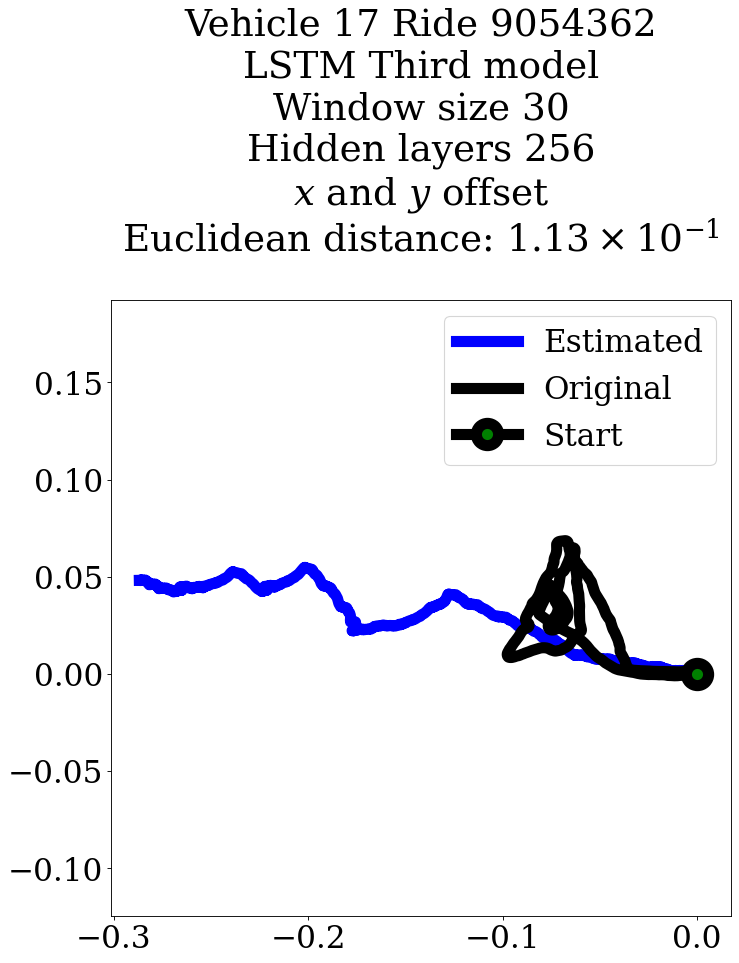 Vehicle 17 Ride 9054362
LSTM Third model
Window size 30
Hidden layers 256
x and y offset
Euclidean distance: 1.13 × 10⁻¹
Estimated
Original
Start
0.15
0.10
0.05
0.00
−0.05
−0.10
−0.3 −0.2 −0.1 0.0